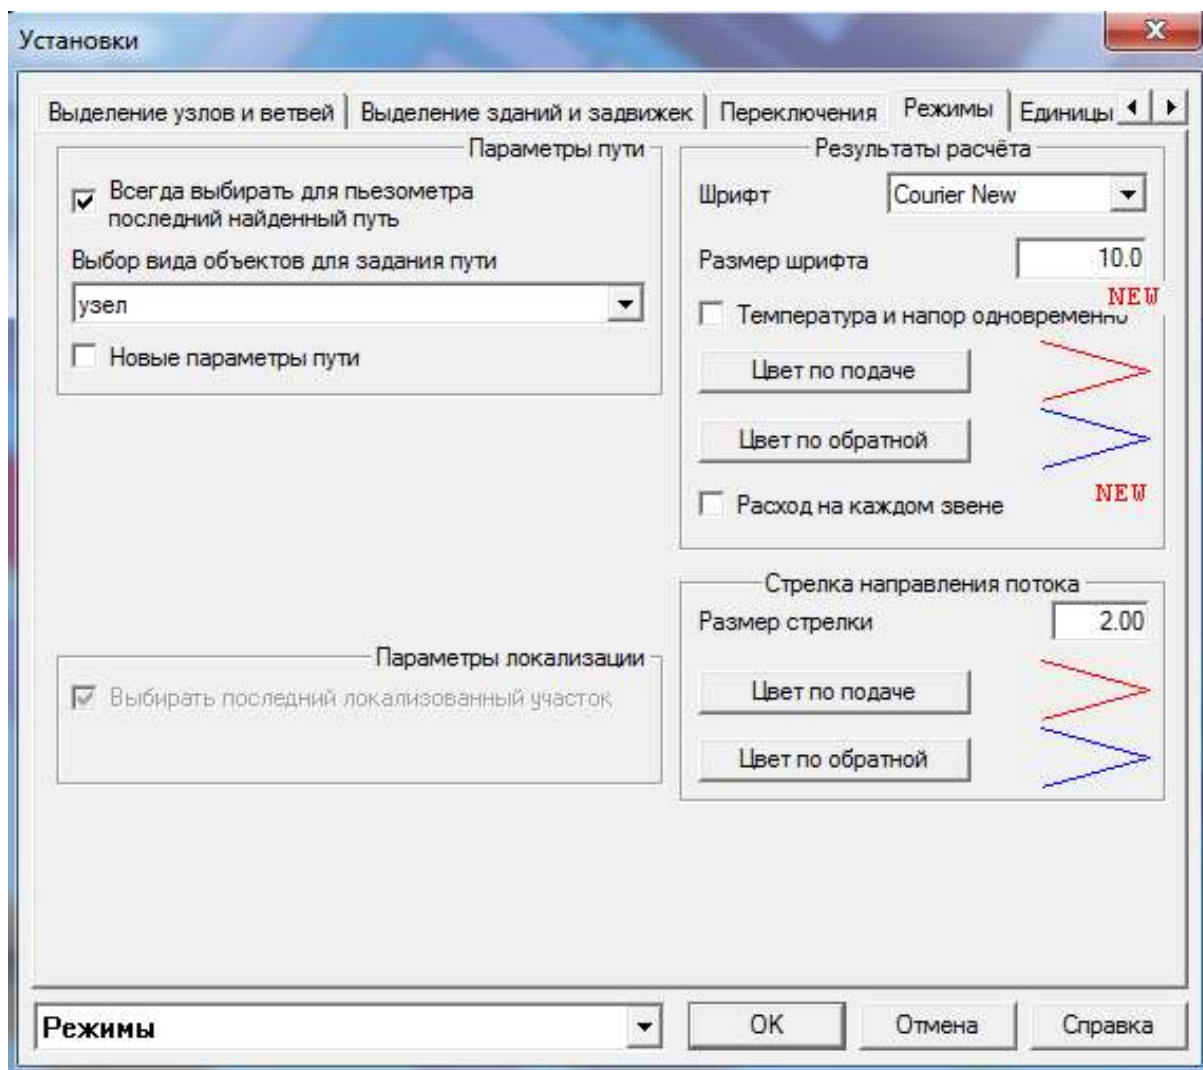 Установки
Выделение узлов и ветвей
Выделение зданий и задвижек
Переключения
Режимы
Единицы
Параметры пути
Всегда выбирать для пьезометра
последний найденный путь
Выбор вида объектов для задания пути
узел
Новые параметры пути
Параметры локализации
Выбирать последний локализованный участок
Результаты расчёта
Шрифт
Courier New
Размер шрифта
10.0
NEW
Температура и напор одновременно
Цвет по подаче
Цвет по обратной
NEW
Расход на каждом звене
Стрелка направления потока
Размер стрелки
2.00
Цвет по подаче
Цвет по обратной
Режимы
OK
Отмена
Справка